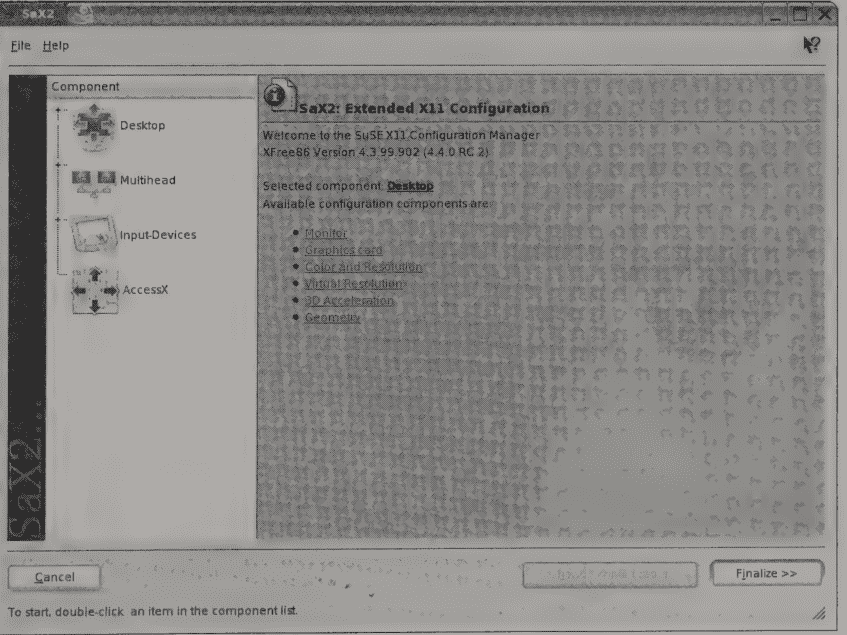 SaX2
File Help
Component
Desktop
Multihead
Input-Devices
AccessX
SaX2...
SaX2: Extended X11 Configuration
Welcome to the SuSE X11 Configuration Manager
XFree86 Version 4.3.99.902 (4.4.0 RC 2)
Selected component: Desktop
Available configuration components are
Monitor
Graphics card
Color and Resolution
Virtual Resolution
3D Acceleration
Geometry
Cancel
Finalize >>
To start, double-click an item in the component list.